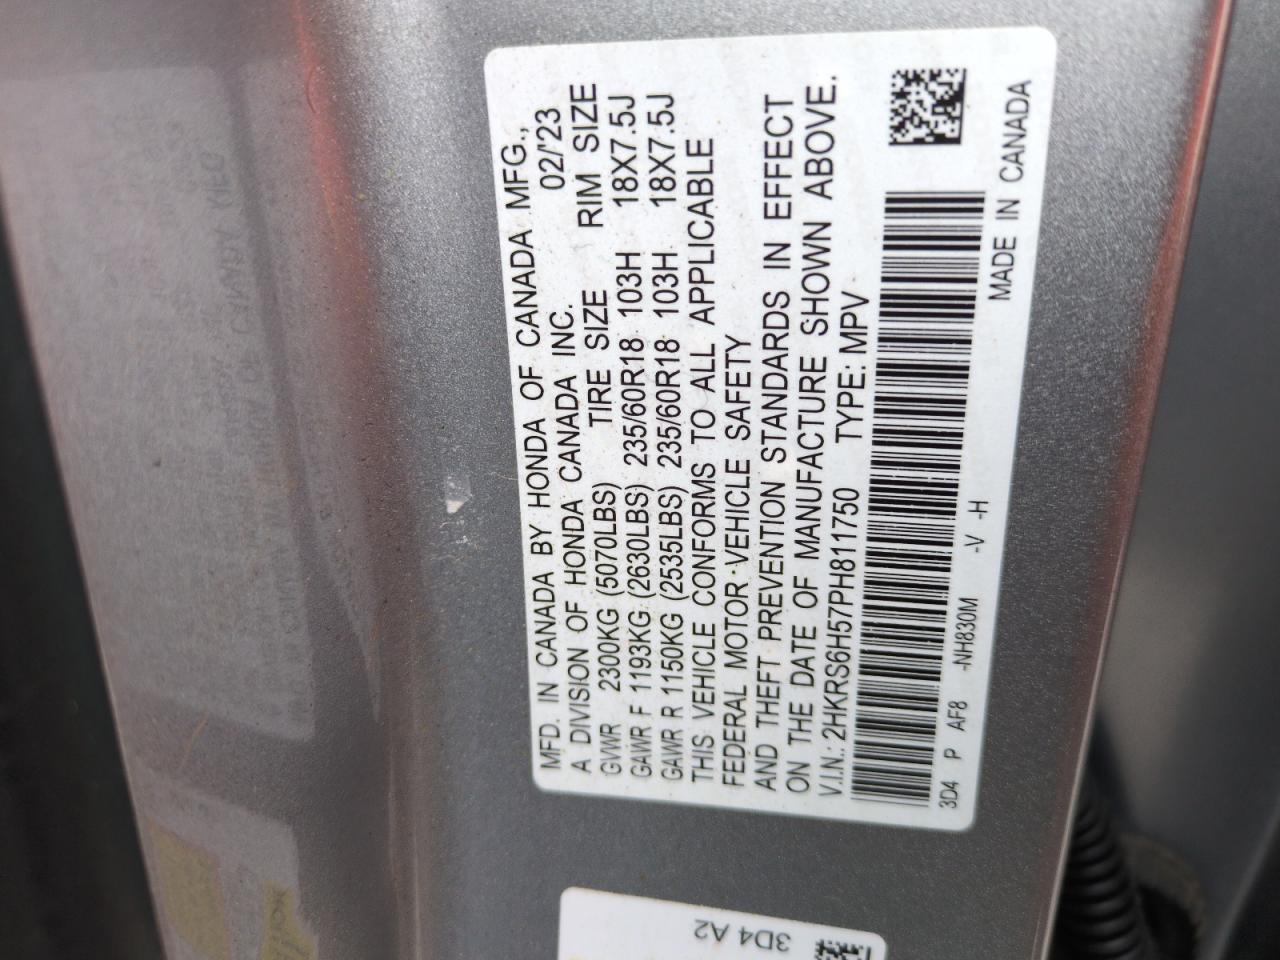 MFD. IN CANADA BY HONDA OF CANADA MFG.,
A DIVISION OF HONDA CANADA INC. 02/'23
GVWR 2300KG (5070LBS) TIRE SIZE RIM SIZE
GAWR F 1193KG (2630LBS) 235/60R18 103H 18X7.5J
GAWR R 1150KG (2535LBS) 235/60R18 103H 18X7.5J
THIS VEHICLE CONFORMS TO ALL APPLICABLE
FEDERAL MOTOR VEHICLE SAFETY
AND THEFT PREVENTION STANDARDS IN EFFECT
ON THE DATE OF MANUFACTURE SHOWN ABOVE.
V.I.N.: 2HKRS6H57PH811750 TYPE: MPV
3D4 P AF8 -NH830M -V -H
MADE IN CANADA
3D4 A2